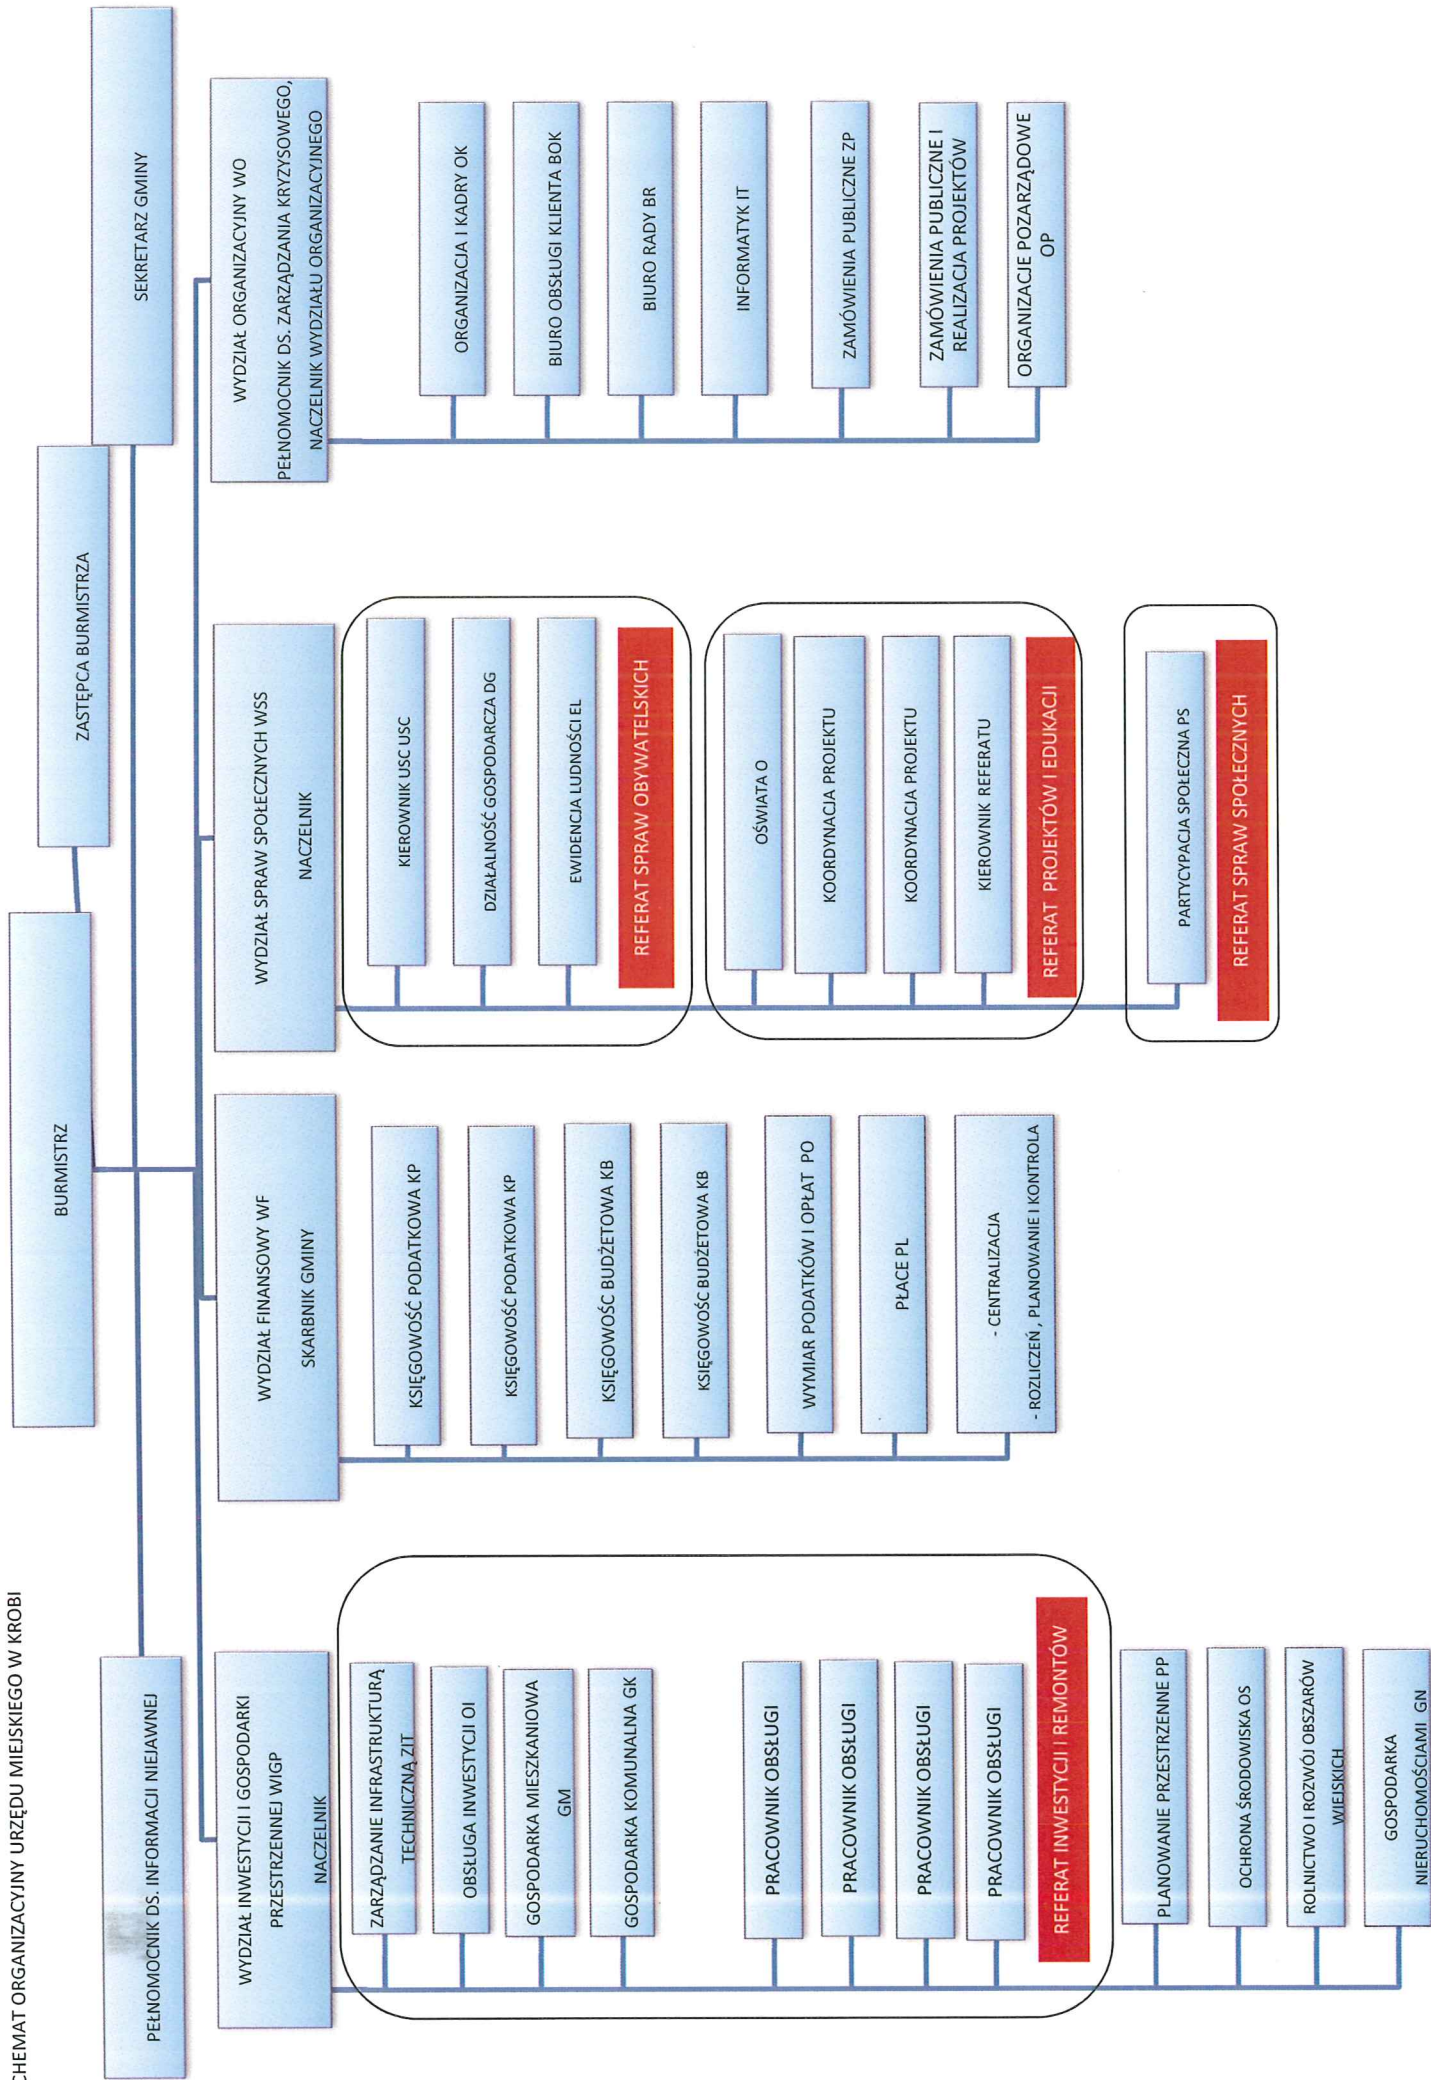 CHEMAT ORGANIZACYJNY URZĘDU MIEJSKIEGO W KROBI
BURMISTRZ
ZASTĘPCA BURMISTRZA
PEŁNOMOCNIK DS. INFORMACJI NIEJAWNEJ
SEKRETARZ GMINY
WYDZIAŁ INWESTYCJI I GOSPODARKI
PRZESTRZENNEJ WIGP
NACZELNIK
ZARZĄDZANIE INFRASTRUKTURĄ
TECHNICZNĄ ZIT
OBSŁUGA INWESTYCJI OI
GOSPODARKA MIESZKANIOWA
GM
GOSPODARKA KOMUNALNA GK
PRACOWNIK OBSŁUGI
PRACOWNIK OBSŁUGI
PRACOWNIK OBSŁUGI
PRACOWNIK OBSŁUGI
REFERAT INWESTYCJI I REMONTÓW
PLANOWANIE PRZESTRZENNE PP
OCHRONA ŚRODOWISKA OS
ROLNICTWO I ROZWÓJ OBSZARÓW
WIEJSKICH
GOSPODARKA
NIERUCHOMOŚCIAMI GN
WYDZIAŁ FINANSOWY WF
SKARBNIK GMINY
KSIĘGOWOŚĆ PODATKOWA KP
KSIĘGOWOŚĆ PODATKOWA KP
KSIĘGOWOŚC BUDŻETOWA KB
KSIĘGOWOŚC BUDŻETOWA KB
WYMIAR PODATKÓW I OPŁAT PO
PŁACE PL
- CENTRALIZACJA
- ROZLICZEŃ , PLANOWANIE I KONTROLA
WYDZIAŁ SPRAW SPOŁECZNYCH WSS
NACZELNIK
KIEROWNIK USC USC
DZIAŁALNOŚĆ GOSPODARCZA DG
EWIDENCJA LUDNOŚCI EL
REFERAT SPRAW OBYWATELSKICH
OŚWIATA O
KOORDYNACJA PROJEKTU
KOORDYNACJA PROJEKTU
KIEROWNIK REFERATU
REFERAT PROJEKTÓW I EDUKACJI
PARTYCYPACJA SPOŁECZNA PS
REFERAT SPRAW SPOŁECZNYCH
WYDZIAŁ ORGANIZACYJNY WO
PEŁNOMOCNIK DS. ZARZĄDZANIA KRYZYSOWEGO,
NACZELNIK WYDZIAŁU ORGANIZACYJNEGO
ORGANIZACJA I KADRY OK
BIURO OBSŁUGI KLIENTA BOK
BIURO RADY BR
INFORMATYK IT
ZAMÓWIENIA PUBLICZNE ZP
ZAMÓWIENIA PUBLICZNE I
REALIZACJA PROJEKTÓW
ORGANIZACJE POZARZĄDOWE
OP